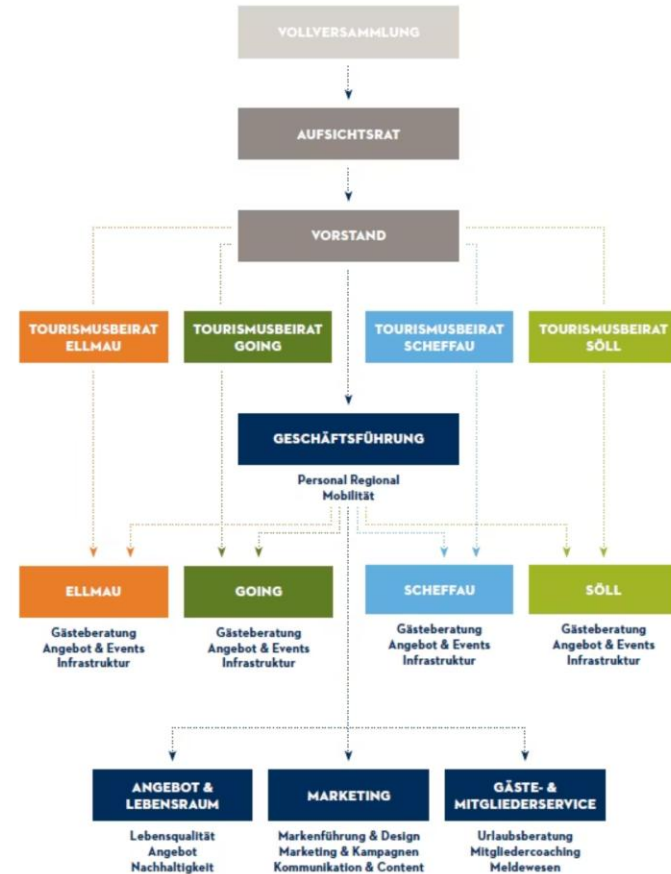 VOLLVERSAMMLUNG
AUFSICHTSRAT
VORSTAND
TOURISMUSBEIRAT
ELLMAU
TOURISMUSBEIRAT
GOING
TOURISMUSBEIRAT
SCHEFFAU
TOURISMUSBEIRAT
SÖLL
GESCHÄFTSFÜHRUNG
Personal Regional
Mobilität
ELLMAU
Gästeberatung
Angebot & Events
Infrastruktur
GOING
Gästeberatung
Angebot & Events
Infrastruktur
SCHEFFAU
Gästeberatung
Angebot & Events
Infrastruktur
SÖLL
Gästeberatung
Angebot & Events
Infrastruktur
ANGEBOT &
LEBENSRAUM
Lebensqualität
Angebot
Nachhaltigkeit
MARKETING
Markenführung & Design
Marketing & Kampagnen
Kommunikation & Content
GÄSTE- &
MITGLIEDERSERVICE
Urlaubsberatung
Mitgliedercoaching
Meldewesen